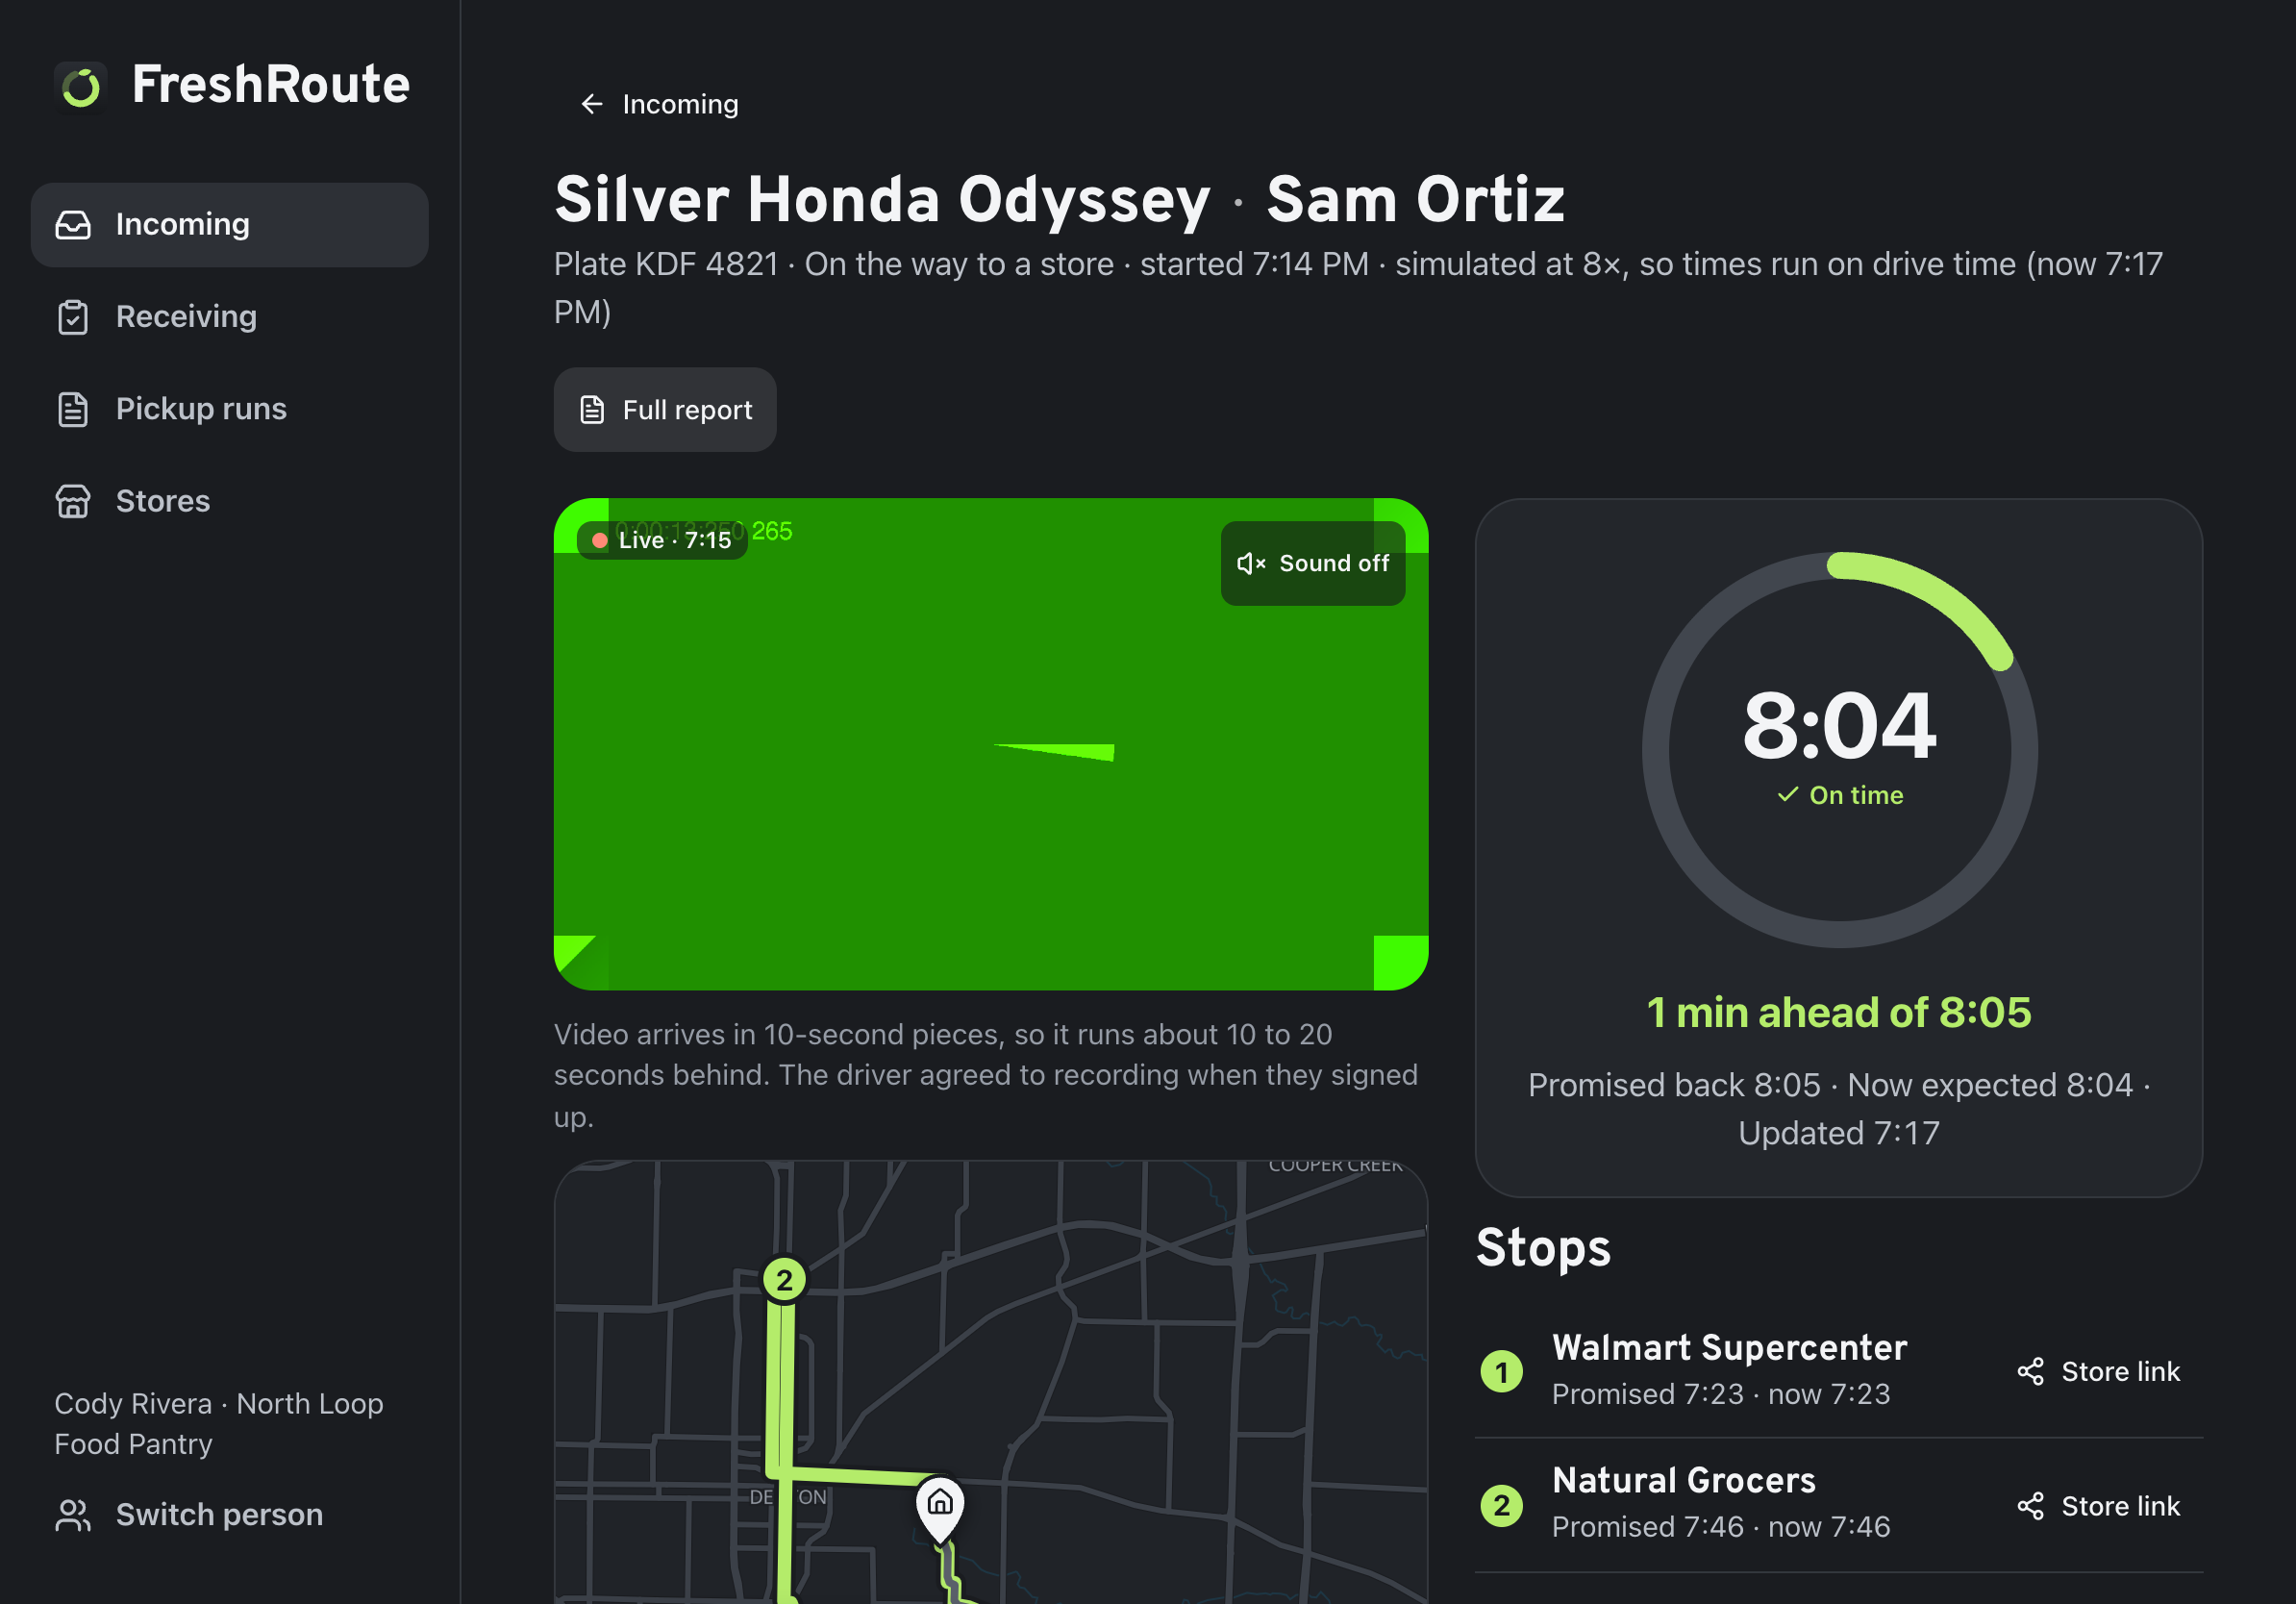 FreshRoute
Incoming
Receiving
Pickup runs
Stores
Cody Rivera · North Loop
Food Pantry
Switch person
Incoming
Silver Honda Odyssey · Sam Ortiz
Plate KDF 4821 · On the way to a store · started 7:14 PM · simulated at 8×, so times run on drive time (now 7:17
PM)
Full report
265
Live · 7:15
Sound off
Video arrives in 10-second pieces, so it runs about 10 to 20
seconds behind. The driver agreed to recording when they signed
up.
COOPER CREEK
2
8:04
On time
1 min ahead of 8:05
Promised back 8:05 · Now expected 8:04 ·
Updated 7:17
Stops
1
Walmart Supercenter
Promised 7:23 · now 7:23
Store link
2
Natural Grocers
Promised 7:46 · now 7:46
Store link